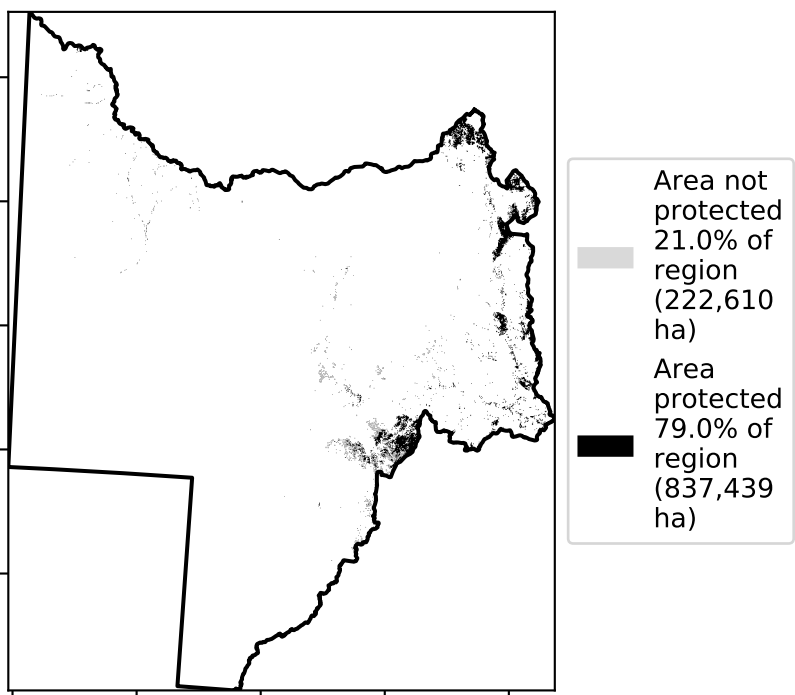 Area not
protected
21.0% of
region
(222,610
ha)
Area
protected
79.0% of
region
(837,439
ha)